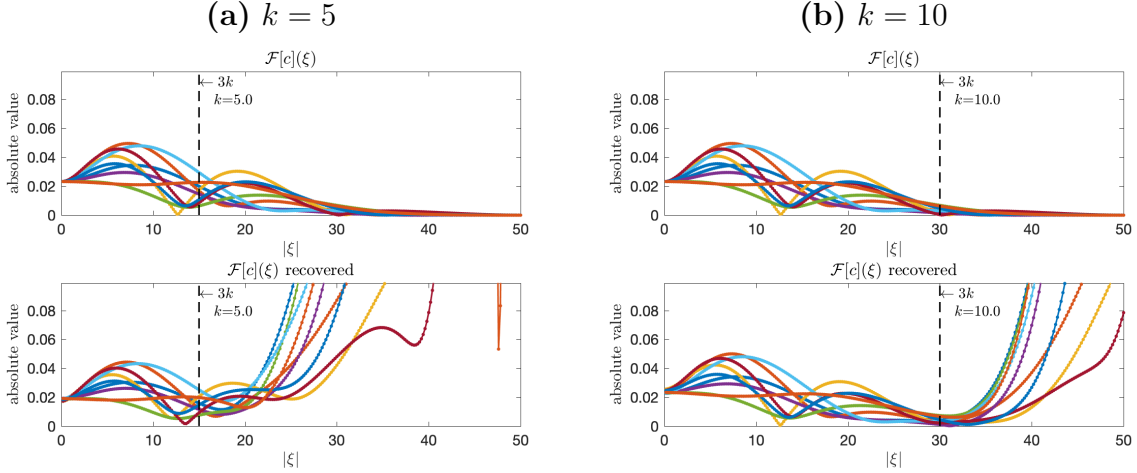 (a) k = 5
F[c](ξ)
← 3k
k=5.0
absolute value
0.08
0.06
0.04
0.02
0
0 10 20 30 40 50
|ξ|
F[c](ξ) recovered
← 3k
k=5.0
absolute value
0.08
0.06
0.04
0.02
0
0 10 20 30 40 50
|ξ|
(b) k = 10
F[c](ξ)
← 3k
k=10.0
absolute value
0.08
0.06
0.04
0.02
0
0 10 20 30 40 50
|ξ|
F[c](ξ) recovered
← 3k
k=10.0
absolute value
0.08
0.06
0.04
0.02
0
0 10 20 30 40 50
|ξ|